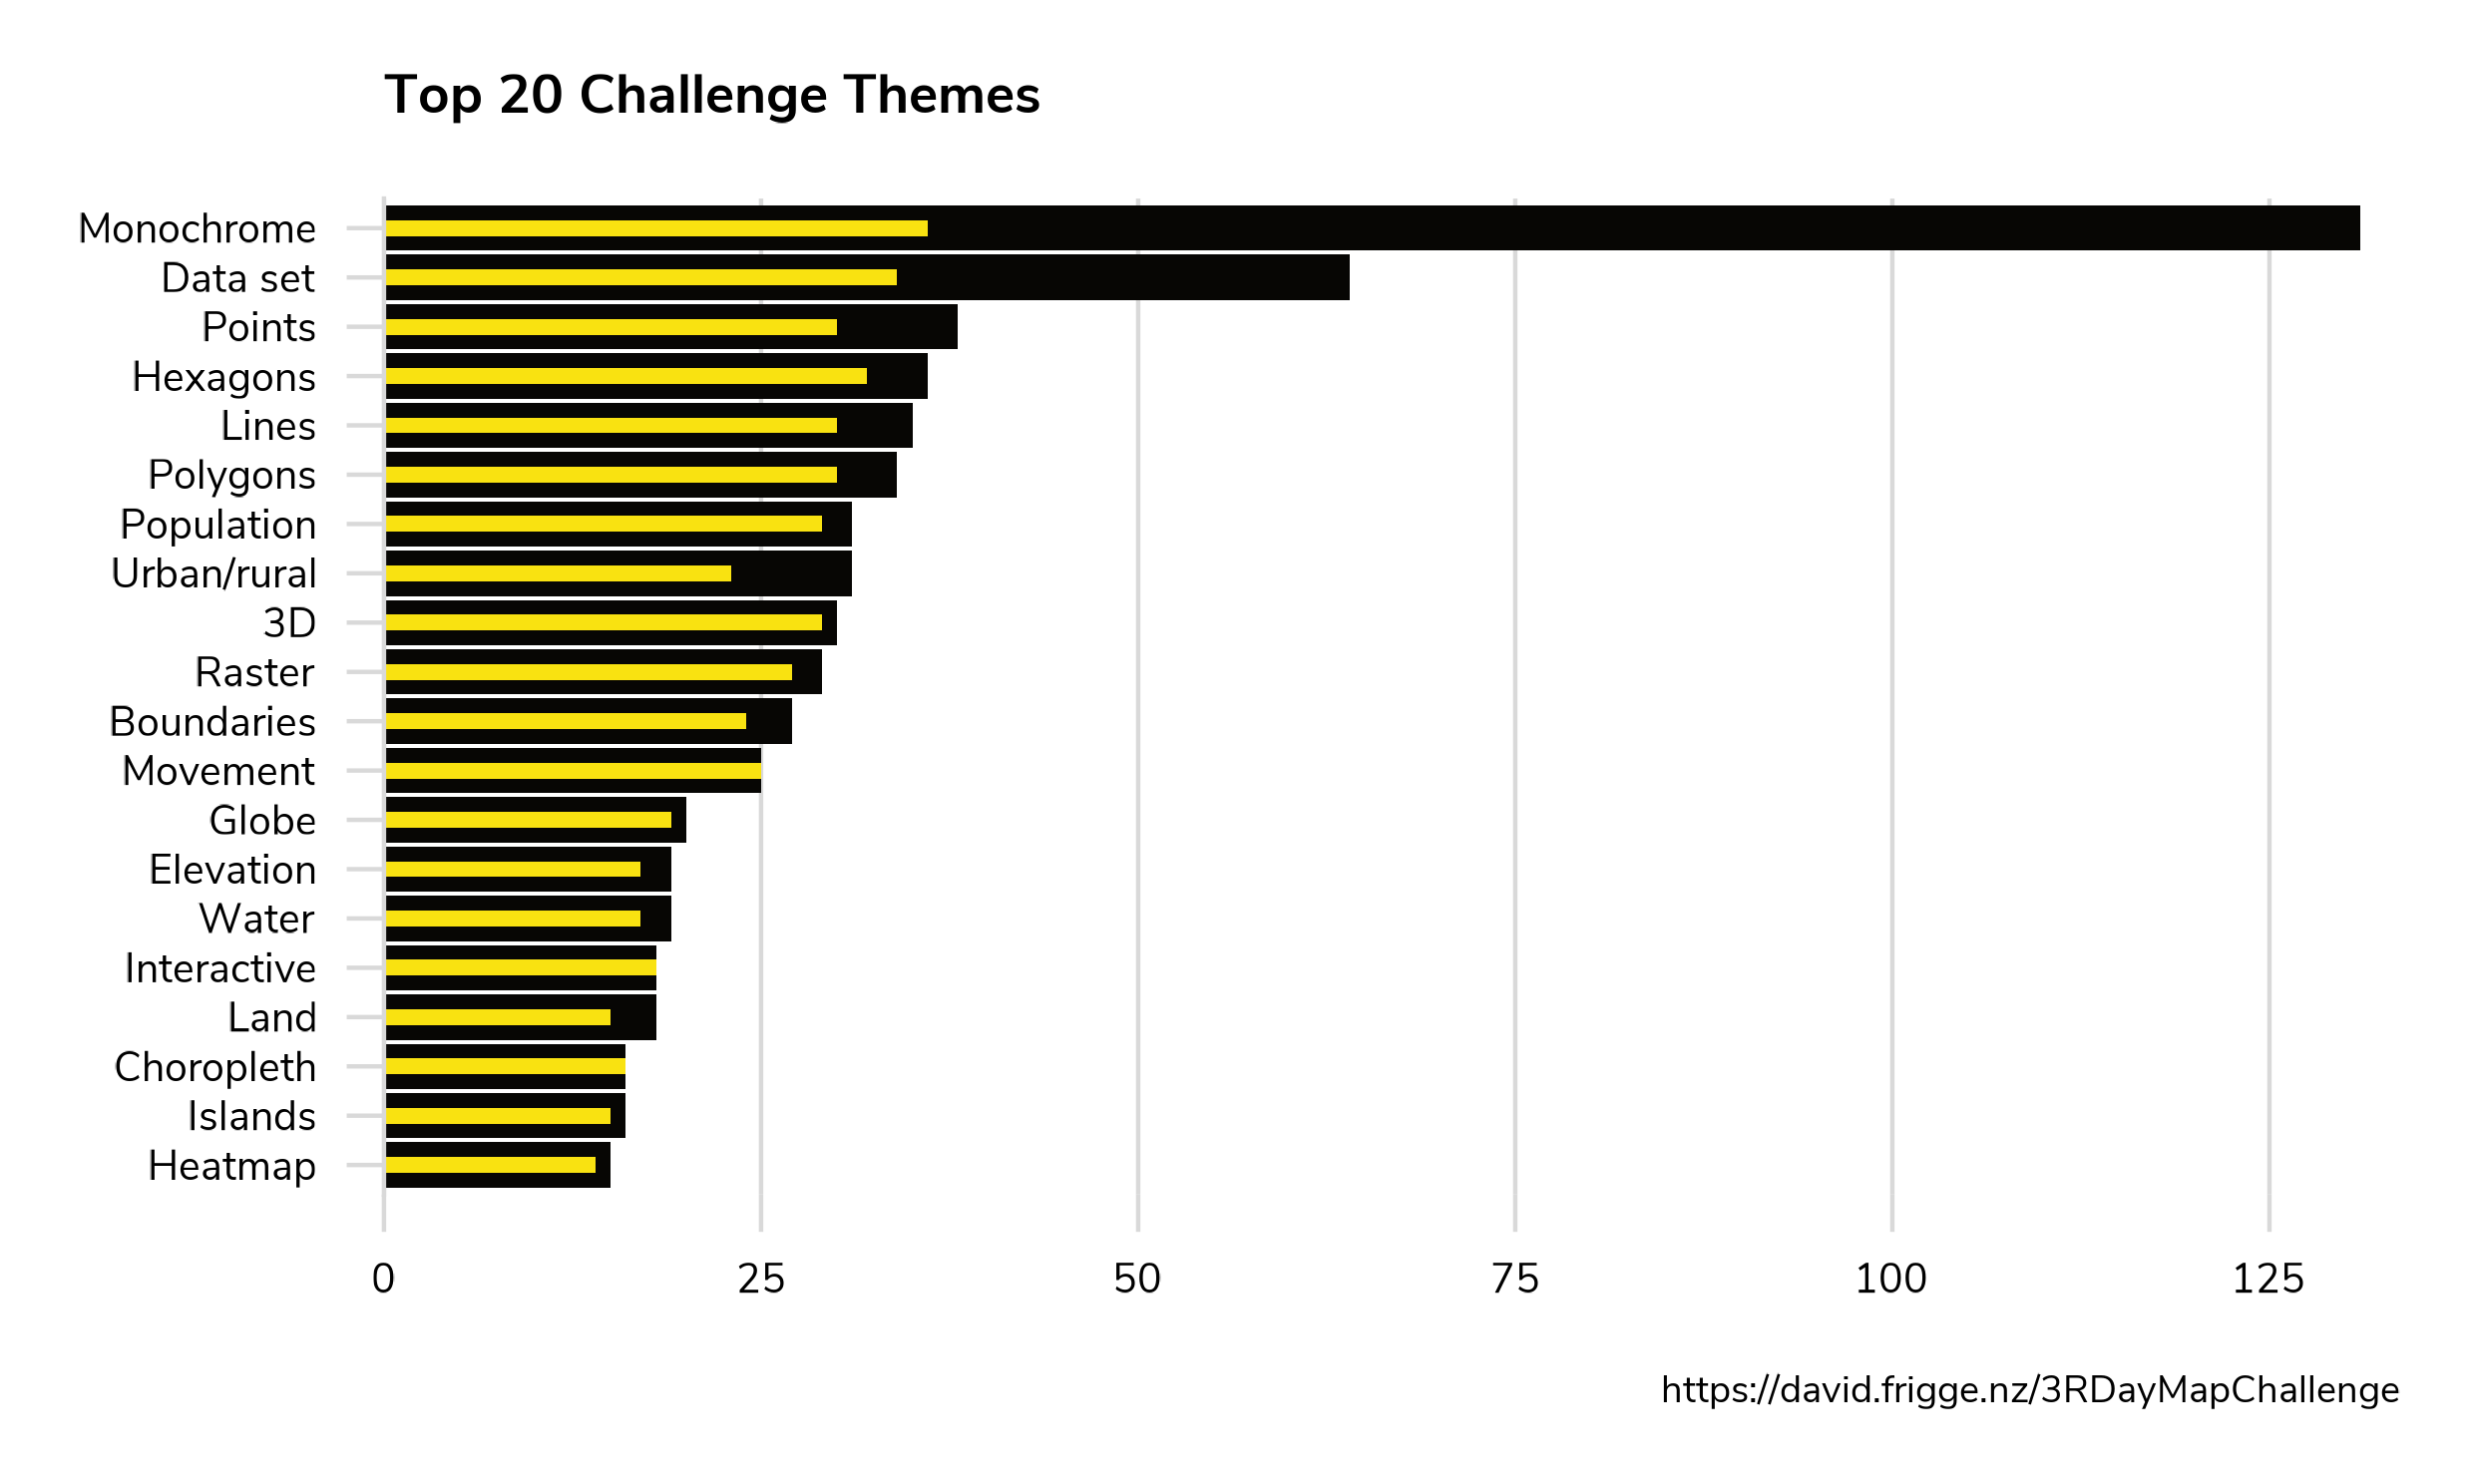 Top 20 Challenge Themes
Monochrome
Data set
Points
Hexagons
Lines
Polygons
Population
Urban/rural
3D
Raster
Boundaries
Movement
Globe
Elevation
Water
Interactive
Land
Choropleth
Islands
Heatmap
0 25 50 75 100 125
https://david.frigge.nz/3RDayMapChallenge